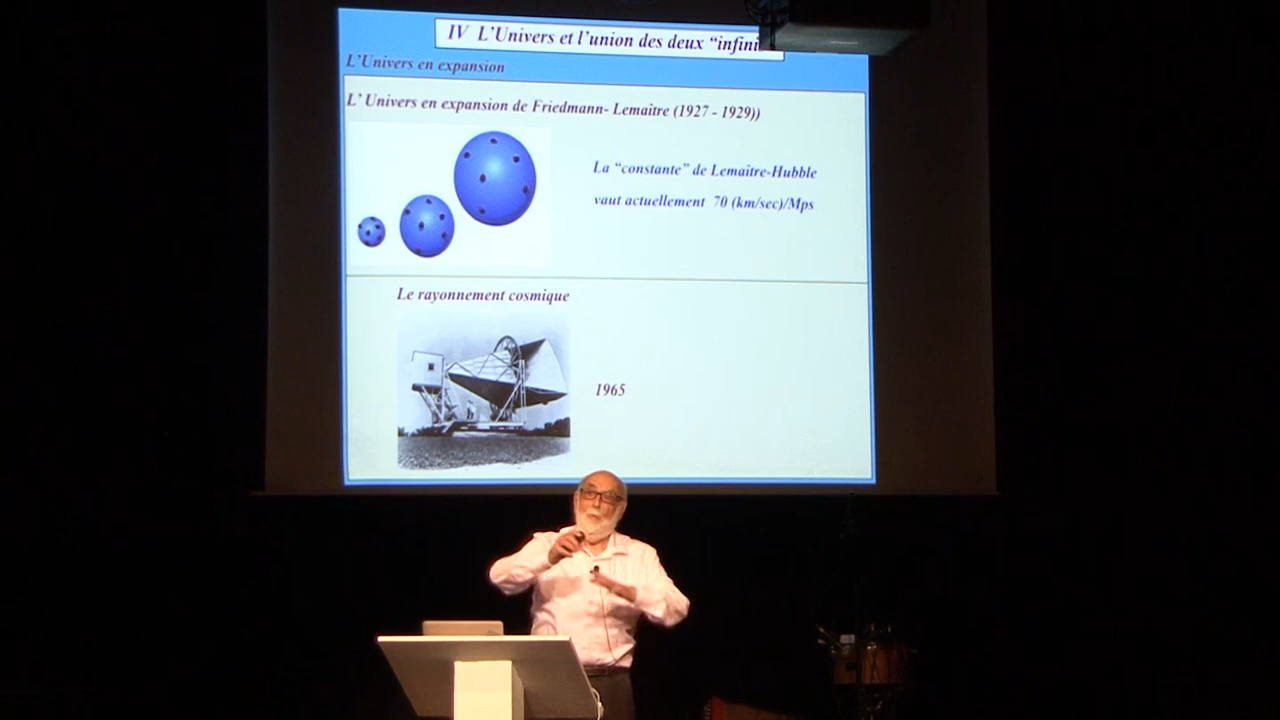 IV L'Univers et l'union des deux "infini
L'Univers en expansion
L' Univers en expansion de Friedmann- Lemaître (1927 - 1929))
La "constante" de Lemaître-Hubble
vaut actuellement 70 (km/sec)/Mps
Le rayonnement cosmique
1965